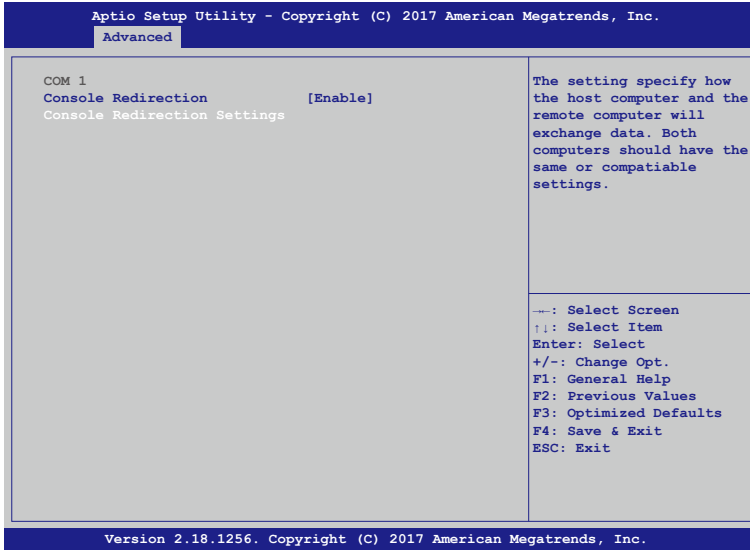 Aptio Setup Utility - Copyright (C) 2017 American Megatrends, Inc.
Advanced
COM 1
Console Redirection [Enable]
Console Redirection Settings
The setting specify how
the host computer and the
remote computer will
exchange data. Both
computers should have the
same or compatiable
settings.
→←: Select Screen
↑↓: Select Item
Enter: Select
+/-: Change Opt.
F1: General Help
F2: Previous Values
F3: Optimized Defaults
F4: Save & Exit
ESC: Exit
Version 2.18.1256. Copyright (C) 2017 American Megatrends, Inc.